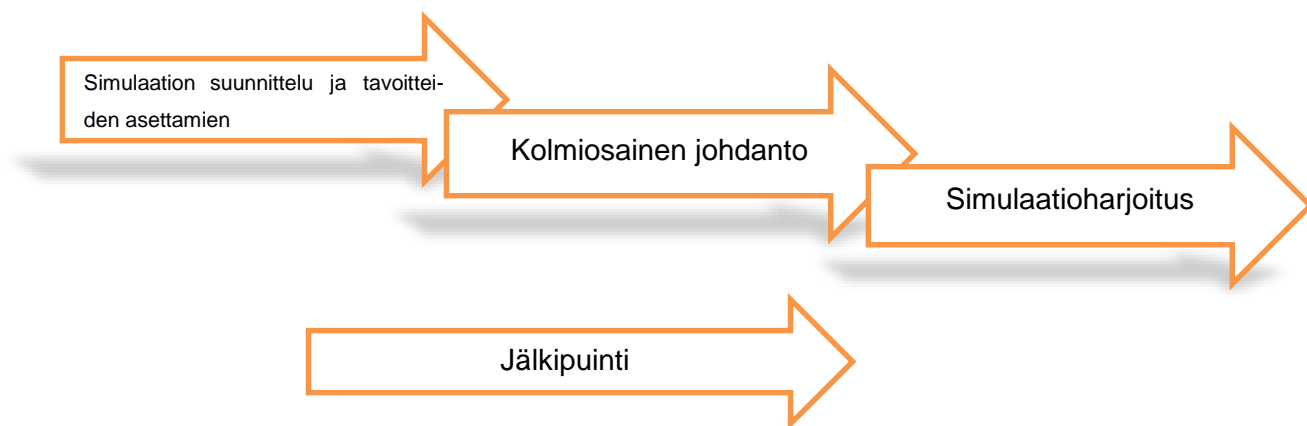 Simulaation suunnittelu ja tavoittei-
den asettamien
Kolmiosainen johdanto
Simulaatioharjoitus
Jälkipuinti